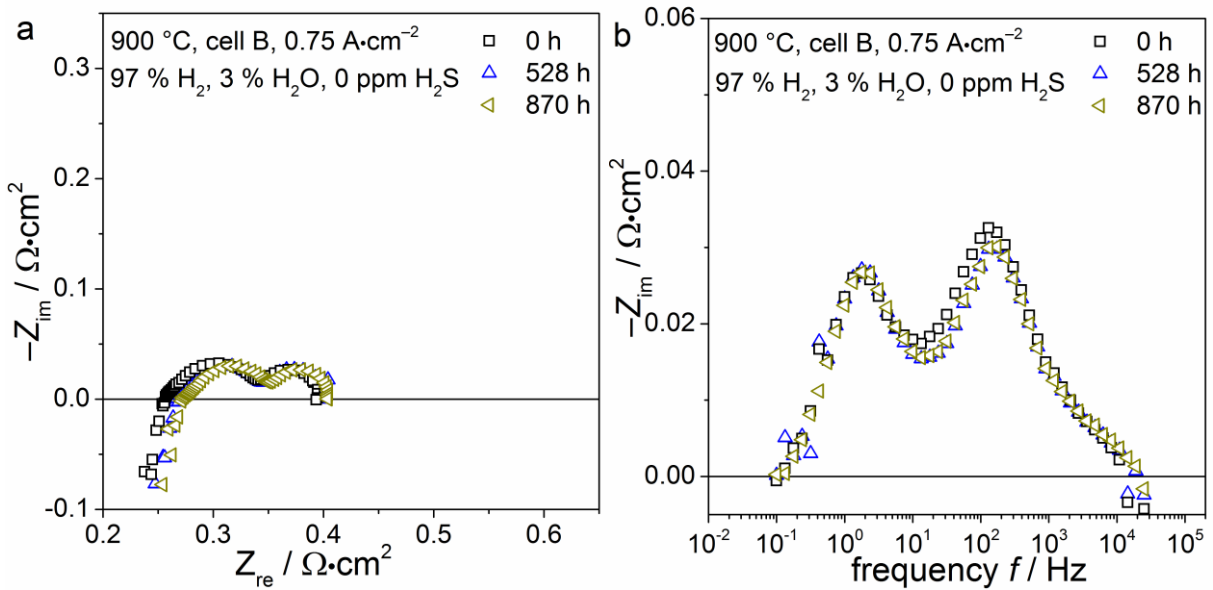 a
900 °C, cell B, 0.75 A•cm⁻²
97 % H₂, 3 % H₂O, 0 ppm H₂S
0 h
528 h
870 h
0.3
0.2
0.1
0.0
-0.1
−Z_im / Ω•cm²
0.2 0.3 0.4 0.5 0.6
Z_re / Ω•cm²
b
900 °C, cell B, 0.75 A•cm⁻²
97 % H₂, 3 % H₂O, 0 ppm H₂S
0 h
528 h
870 h
-0.06
0.04
0.02
0.00
−Z_im / Ω•cm²
10⁻² 10⁻¹ 10⁰ 10¹ 10² 10³ 10⁴ 10⁵
frequency f / Hz